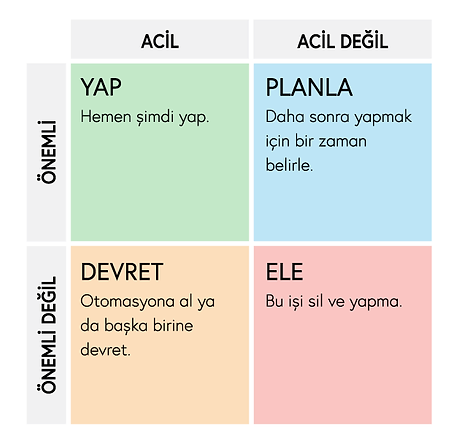 ACİL
ACİL DEĞİL
ÖNEMLİ
YAP
Hemen şimdi yap.
PLANLA
Daha sonra yapmak
için bir zaman
belirle.
ÖNEMLİ DEĞİL
DEVRET
Otomasyona al ya
da başka birine
devret.
ELE
Bu işi sil ve yapma.